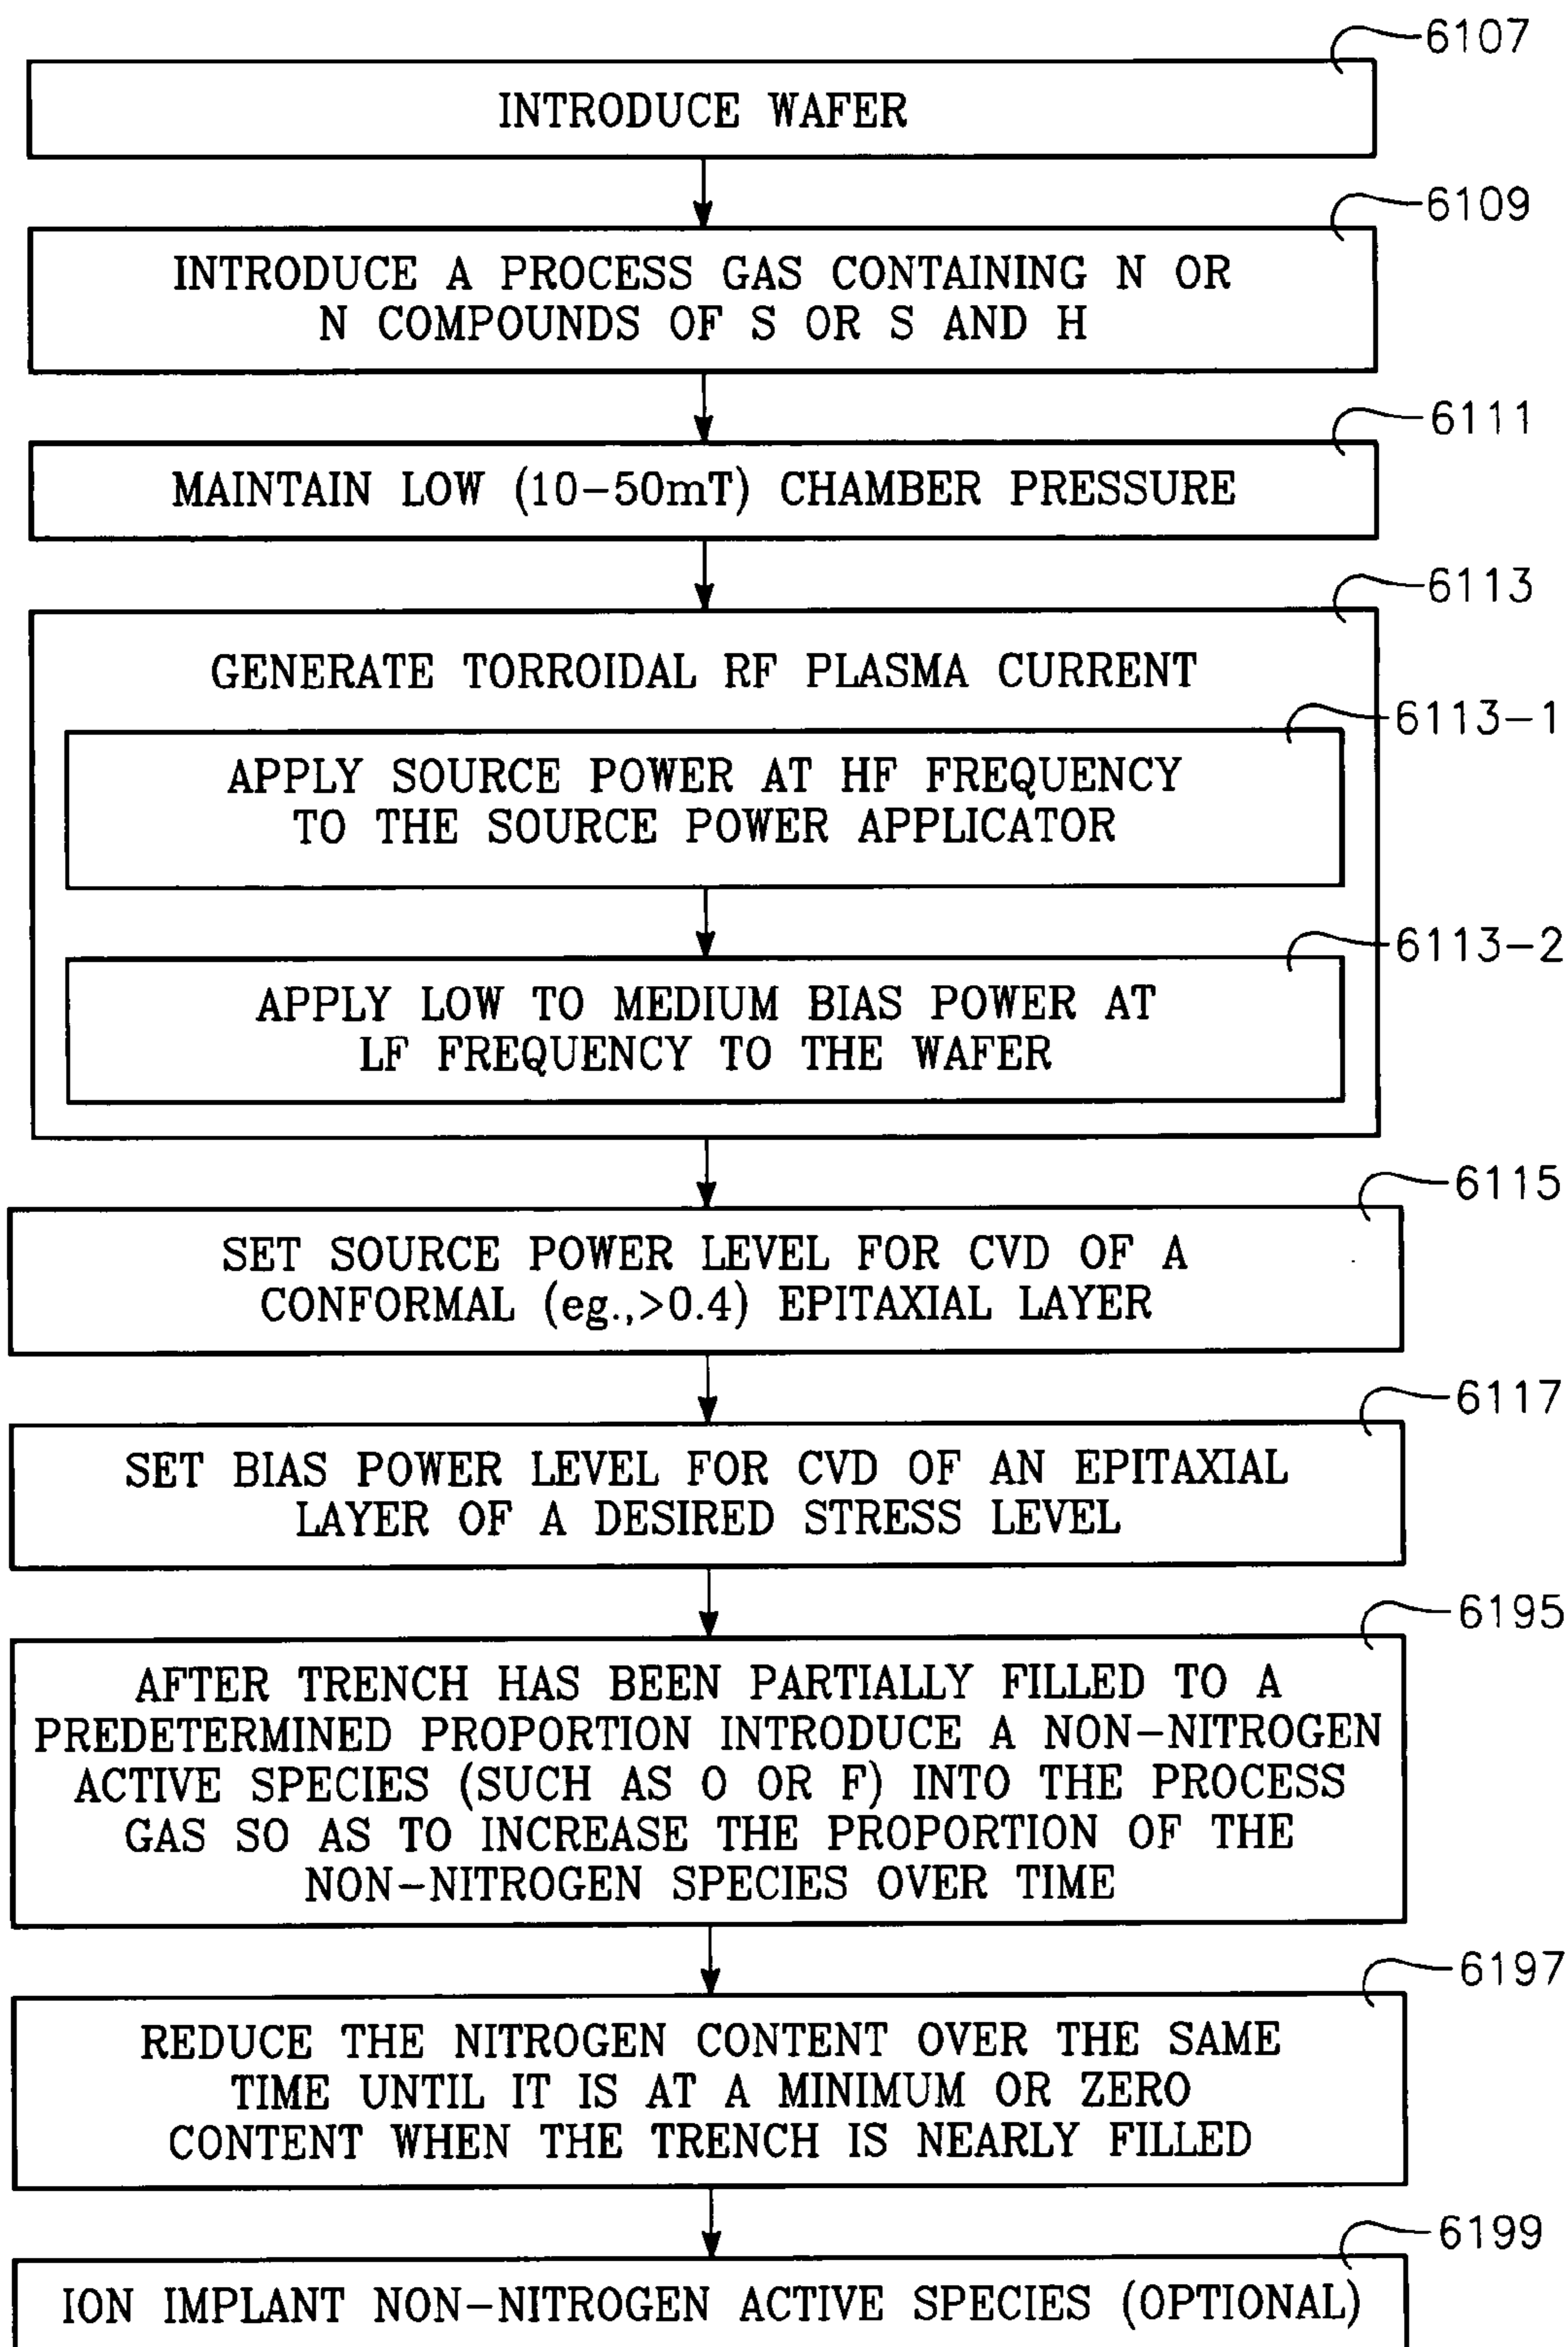 6107
INTRODUCE WAFER
6109
INTRODUCE A PROCESS GAS CONTAINING N OR
N COMPOUNDS OF S OR S AND H
6111
MAINTAIN LOW (10-50mT) CHAMBER PRESSURE
6113
GENERATE TORROIDAL RF PLASMA CURRENT
6113-1
APPLY SOURCE POWER AT HF FREQUENCY
TO THE SOURCE POWER APPLICATOR
6113-2
APPLY LOW TO MEDIUM BIAS POWER AT
LF FREQUENCY TO THE WAFER
6115
SET SOURCE POWER LEVEL FOR CVD OF A
CONFORMAL (eg.,>0.4) EPITAXIAL LAYER
6117
SET BIAS POWER LEVEL FOR CVD OF AN EPITAXIAL
LAYER OF A DESIRED STRESS LEVEL
6195
AFTER TRENCH HAS BEEN PARTIALLY FILLED TO A
PREDETERMINED PROPORTION INTRODUCE A NON-NITROGEN
ACTIVE SPECIES (SUCH AS O OR F) INTO THE PROCESS
GAS SO AS TO INCREASE THE PROPORTION OF THE
NON-NITROGEN SPECIES OVER TIME
6197
REDUCE THE NITROGEN CONTENT OVER THE SAME
TIME UNTIL IT IS AT A MINIMUM OR ZERO
CONTENT WHEN THE TRENCH IS NEARLY FILLED
6199
ION IMPLANT NON-NITROGEN ACTIVE SPECIES (OPTIONAL)